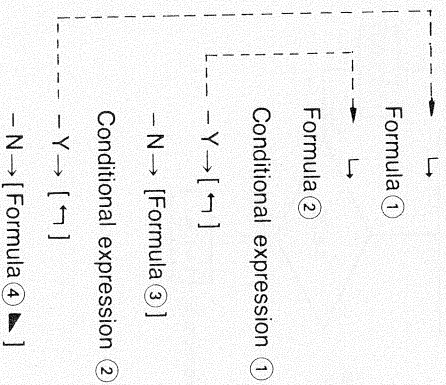 ↳
Formula ①
↳
Formula ②
Conditional expression ①
– Y → [ ↰ ]
– N → [Formula ③ ]
Conditional expression ②
– Y → [ ↰ ]
– N → [Formula ④ ◣ ]